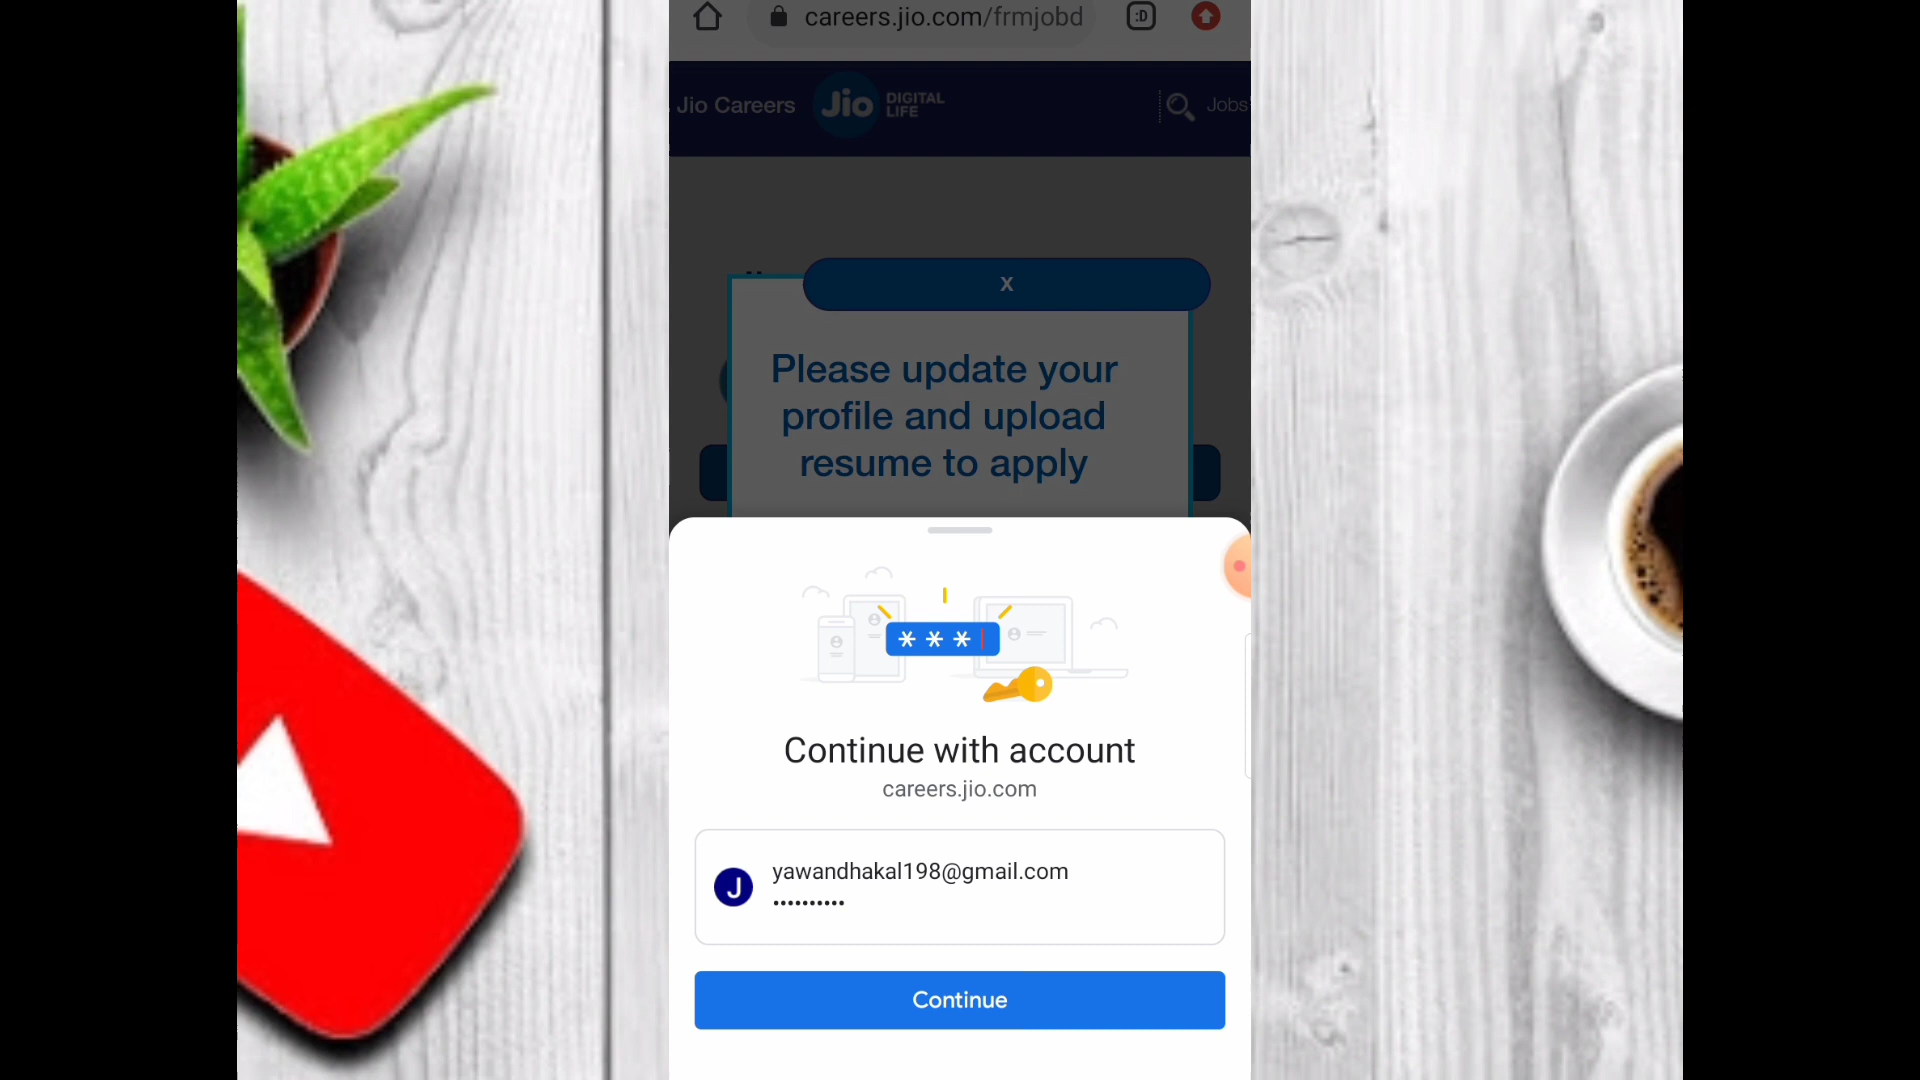 careers.jio.com/frmjobd
:D
Jio Careers
Jio
DIGITAL
LIFE
Jobs
X
Please update your
profile and upload
resume to apply
***
Continue with account
careers.jio.com
J
yawandhakal198@gmail.com
••••••••••
Continue